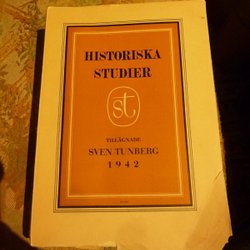 HISTORISKA
STUDIER
st
TILLÄGNADE
SVEN TUNBERG
1942